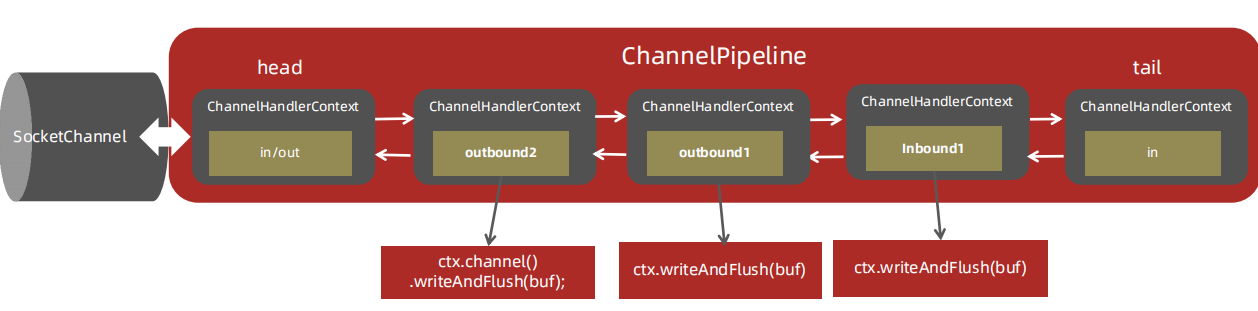 ChannelPipeline
head
tail
SocketChannel
ChannelHandlerContext
in/out
ChannelHandlerContext
outbound2
ChannelHandlerContext
outbound1
ChannelHandlerContext
Inbound1
ChannelHandlerContext
in
ctx.channel()
.writeAndFlush(buf);
ctx.writeAndFlush(buf)
ctx.writeAndFlush(buf)